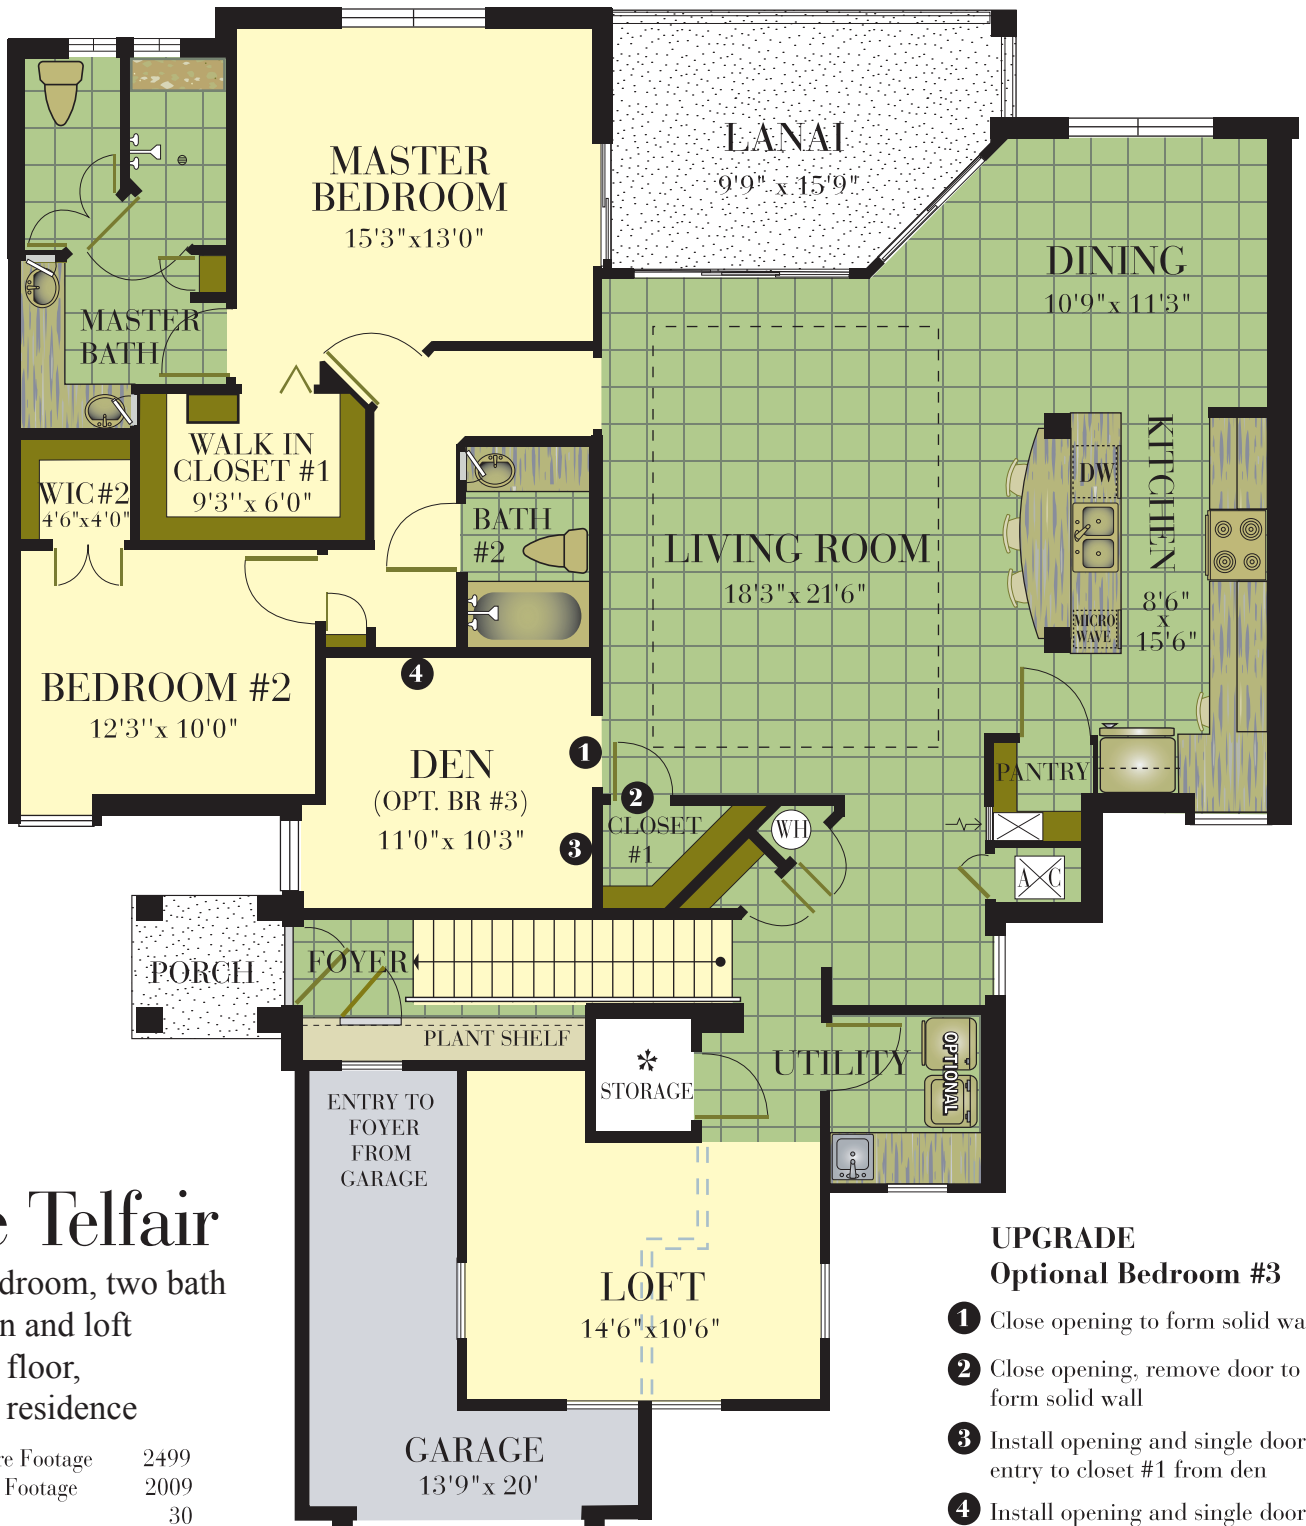 MASTER
BEDROOM
15'3"x13'0"
LANAI
9'9" x 15'9"
DINING
10'9"x 11'3"
MASTER
BATH
WALK IN
CLOSET #1
9'3''x 6'0"
WIC #2
4'6"x4'0"
BATH
#2
LIVING ROOM
18'3"x 21'6"
KITCHEN
8'6"
x
15'6"
DW
MICRO
WAVE
BEDROOM #2
12'3''x 10'0"
4
DEN
(OPT. BR #3)
11'0"x 10'3"
1
2
3
CLOSET
#1
WH
PANTRY
A C
PORCH
FOYER
PLANT SHELF
*
STORAGE
UTILITY
OPTIONAL
ENTRY TO
FOYER
FROM
GARAGE
LOFT
14'6"x10'6"
GARAGE
13'9"x 20'
e Telfair
droom, two bath
n and loft
floor,
residence
re Footage 2499
Footage 2009
30
UPGRADE
Optional Bedroom #3
1 Close opening to form solid wa
2 Close opening, remove door to
form solid wall
3 Install opening and single door
entry to closet #1 from den
4 Install opening and single door